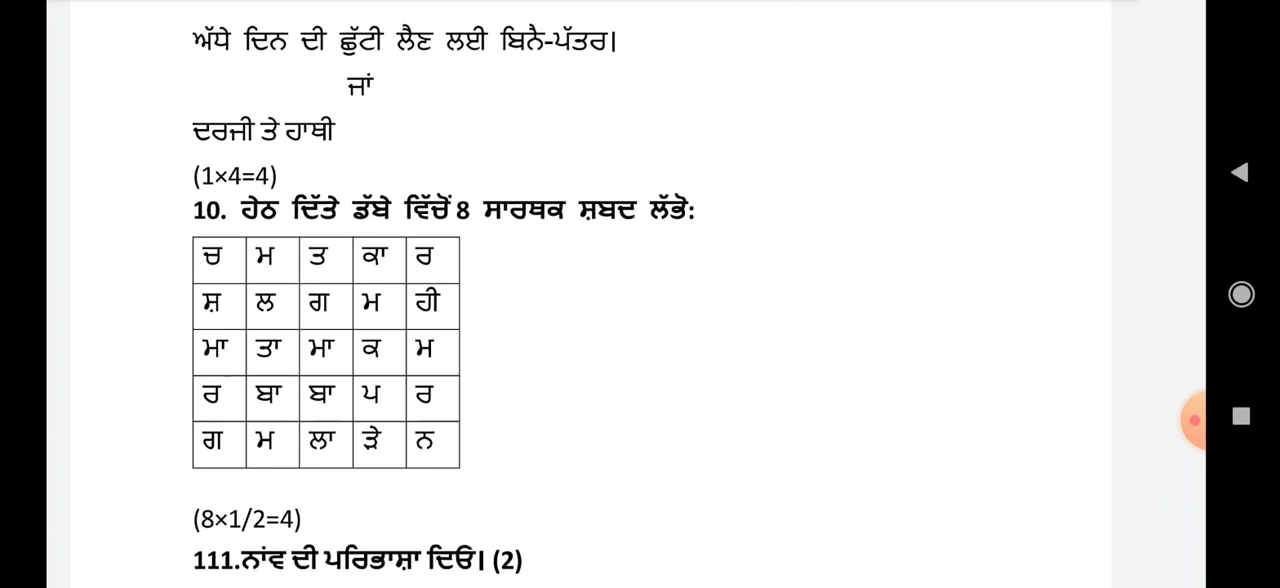 ਅੱਧੇ ਦਿਨ ਦੀ ਛੁੱਟੀ ਲੈਣ ਲਈ ਬਿਨੈ-ਪੱਤਰ।
ਜਾਂ
ਦਰਜੀ ਤੇ ਹਾਥੀ
(1×4=4)
10. ਹੇਠ ਦਿੱਤੇ ਡੱਬੇ ਵਿੱਚੋਂ 8 ਸਾਰਥਕ ਸ਼ਬਦ ਲੱਭੋ:
ਚ ਮ ਤ ਕਾ ਰ
ਸ਼ ਲ ਗ ਮ ਹੀ
ਮਾ ਤਾ ਮਾ ਕ ਮ
ਰ ਬਾ ਬਾ ਪ ਰ
ਗ ਮ ਲਾ ੜੇ ਨ
(8×1/2=4)
111.ਨਾਂਵ ਦੀ ਪਰਿਭਾਸ਼ਾ ਦਿਓ। (2)